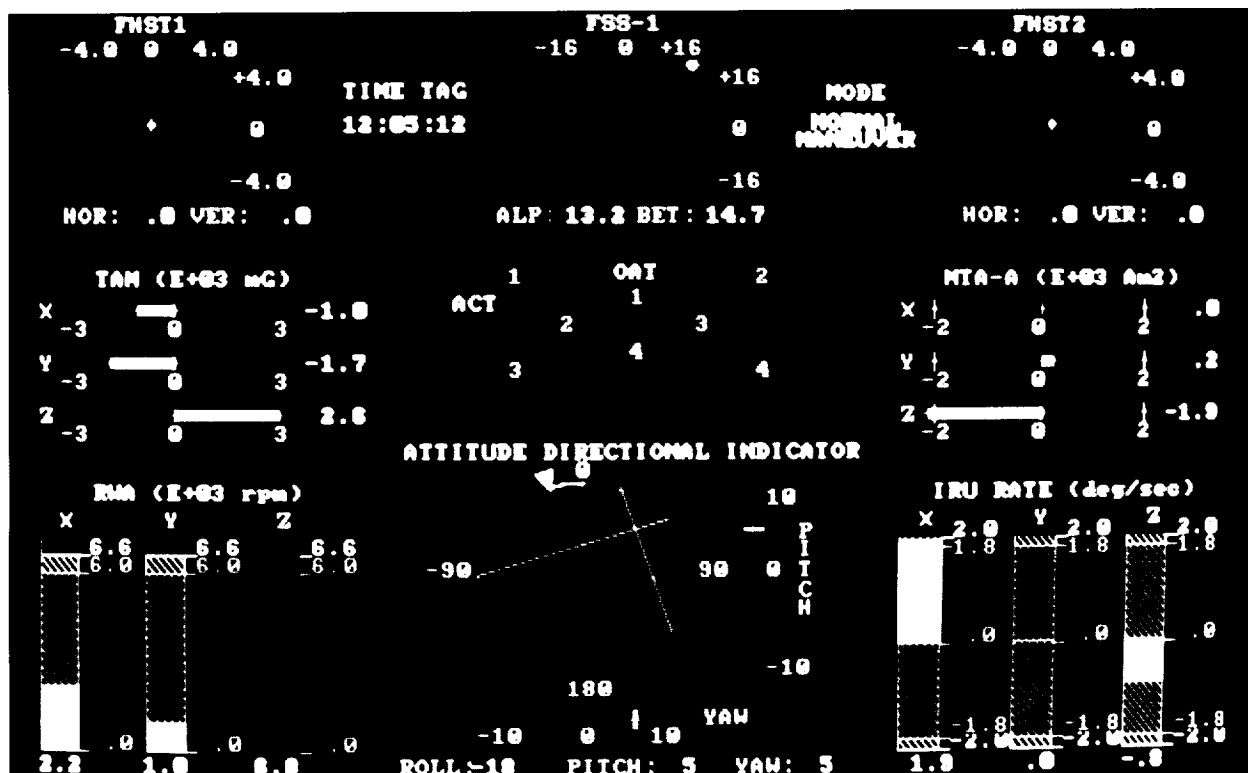 FHST1 FSS-1 FHST2
-4.0 0 4.0 -16 0 +16 -4.0 0 4.0
+4.0 +16 +4.0
TIME TAG MODE
12:05:12 0 0 NORMAL 0
MANEUVER
-4.0 -16 -4.0
HOR: .0 VER: .0 ALP: 13.2 BET: 14.7 HOR: .0 VER: .0
TAM (E+03 mG) 1 OAT 2 MTA-A (E+03 Am2)
ACT 1
X -1.0 X .0
-3 0 3 2 3 -2 0 2
Y -1.7 4 Y .2
-3 0 3 3 4 -2 0 2
Z Z -1.9
-3 0 3 -2 0 2
ATTITUDE DIRECTIONAL INDICATOR
0
RWA (E+03 rpm) 10 IRU RATE (deg/sec)
X Y Z X Y Z
6.6 6.6 6.6 2.0 2.0 2.0
6.0 6.0 6.0 -1.8 -1.8 -1.8
-90 90 0 PITCH
.0 .0 .0
-10
180
YAW
-1.8 -1.8 -1.8
.0 .0 .0 -10 0 10 -2.0 -2.0 -2.0
2.2 ROLL:-18 PITCH: 5 YAW: 5 1.9 .0 -.8